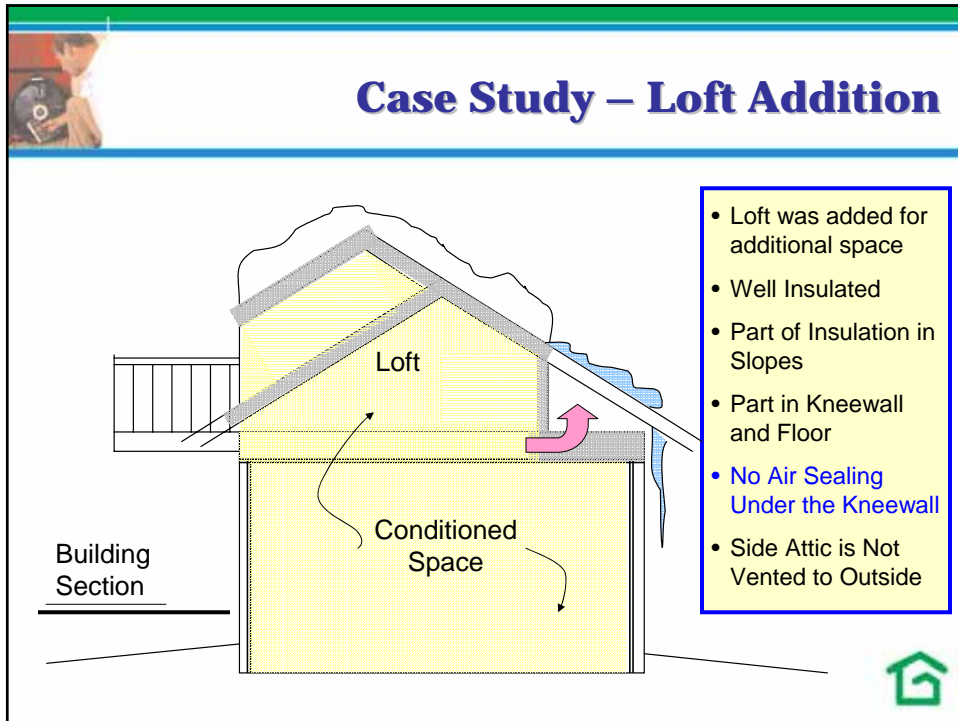 Case Study – Loft Addition
Loft
Conditioned
Space
Building
Section
• Loft was added for
additional space
• Well Insulated
• Part of Insulation in
Slopes
• Part in Kneewall
and Floor
• No Air Sealing
Under the Kneewall
• Side Attic is Not
Vented to Outside